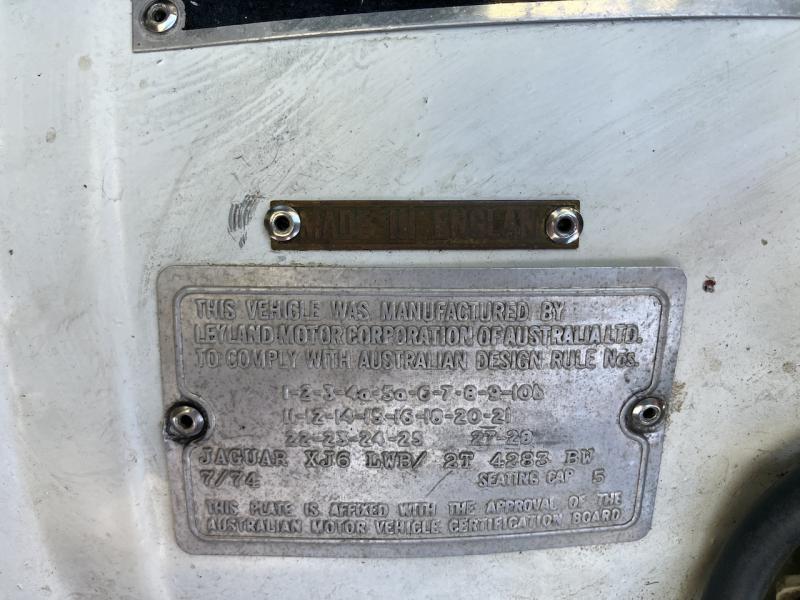 MADE IN ENGLAND
THIS VEHICLE WAS MANUFACTURED BY
LEYLAND MOTOR CORPORATION OF AUSTRALIA LTD.
TO COMPLY WITH AUSTRALIAN DESIGN RULE Nos.
1-2-3-4a-5a-6-7-8-9-10b
11-12-14-15-16-18-20-21
22-23-24-25 27-29
JAGUAR XJ6 LWB/ 2T 4283 BW
7/74 SEATING CAP 5
THIS PLATE IS AFFIXED WITH THE APPROVAL OF THE
AUSTRALIAN MOTOR VEHICLE CERTIFICATION BOARD